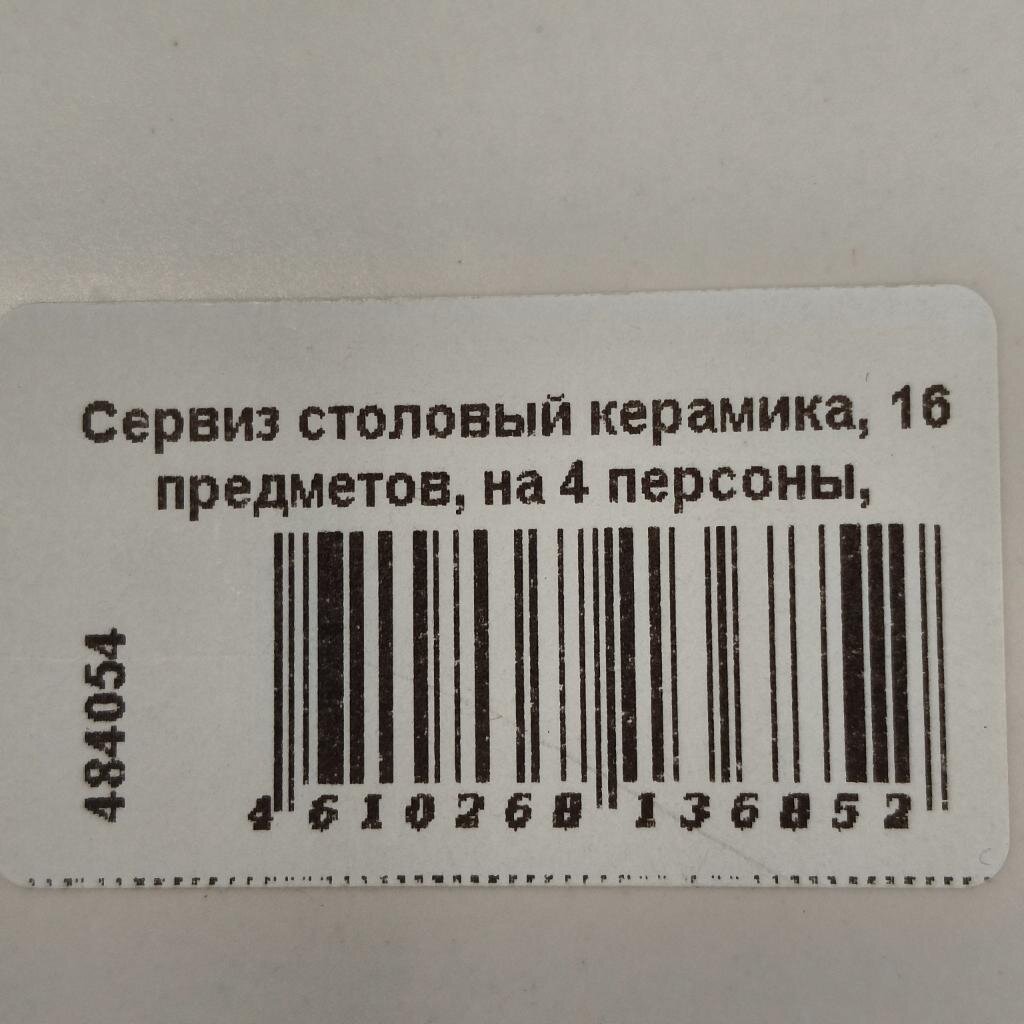 Сервиз столовый керамика, 16
предметов, на 4 персоны,
484054
4 610268 136852